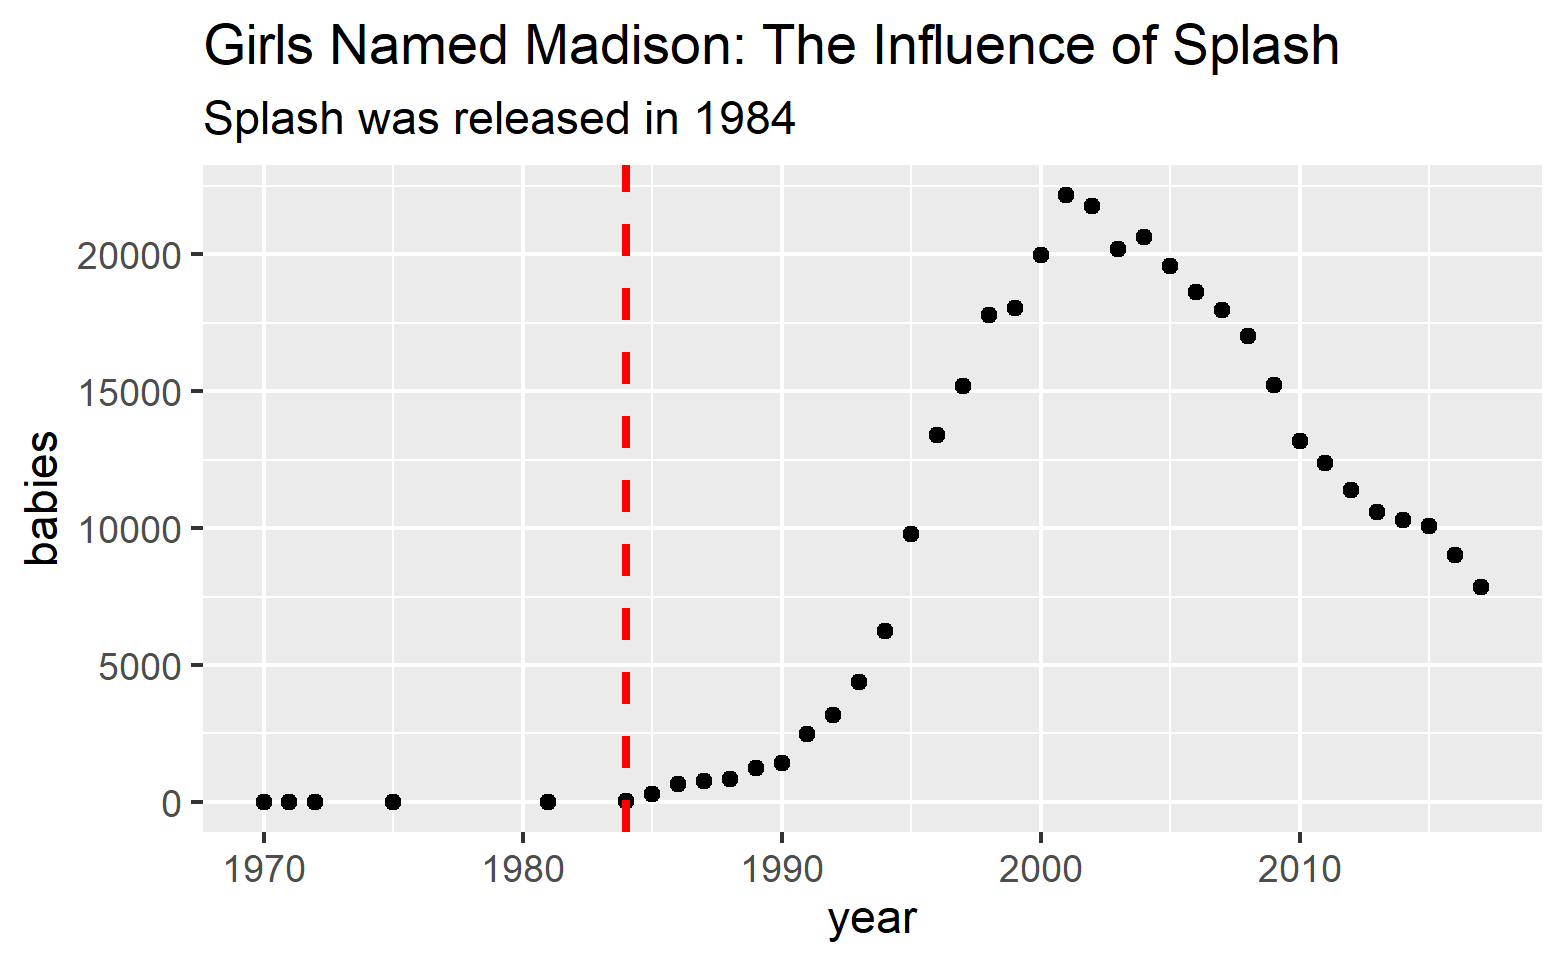 Girls Named Madison: The Influence of Splash
Splash was released in 1984
20000
15000
10000
5000
0
babies
1970 1980 1990 2000 2010
year